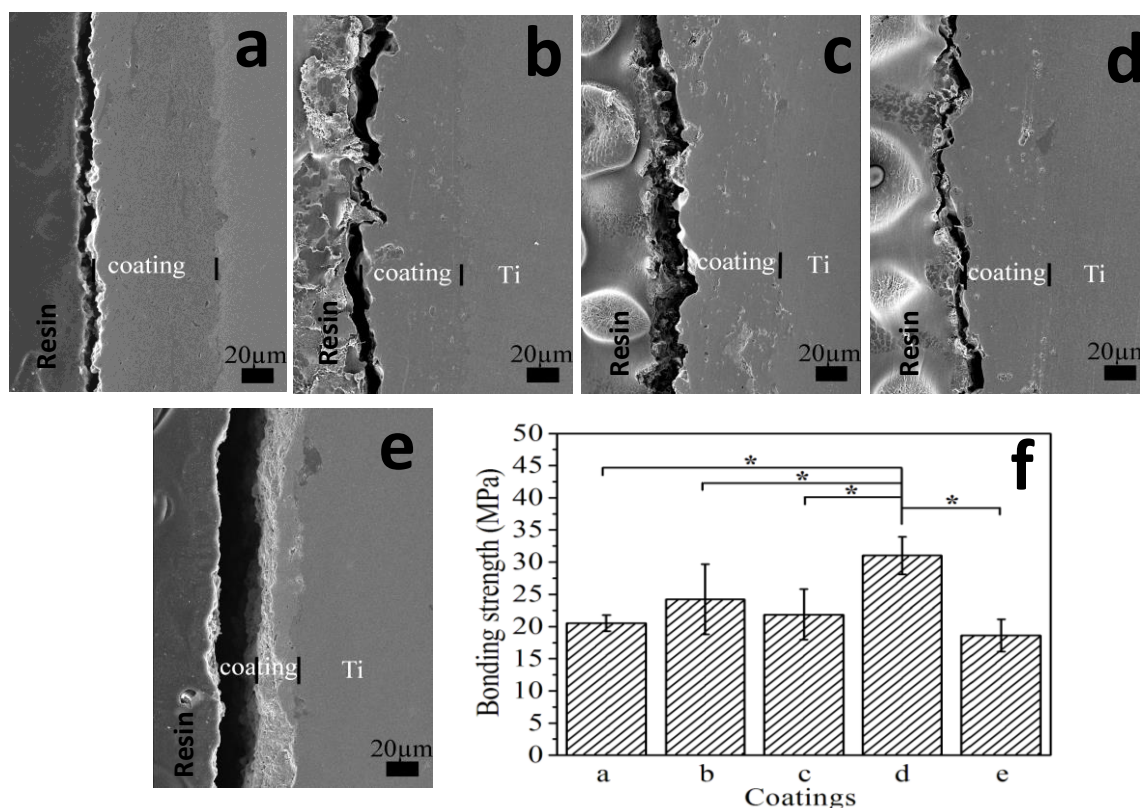 a
coating
Resin
20µm
b
coating Ti
Resin
20µm
c
coating Ti
Resin
20µm
d
coating Ti
Resin
20µm
e
coating Ti
Resin
20µm
f
Bonding strength (MPa)
50
45
40
35
30
25
20
15
10
5
0
* 
*
*
*
a b c d e
Coatings